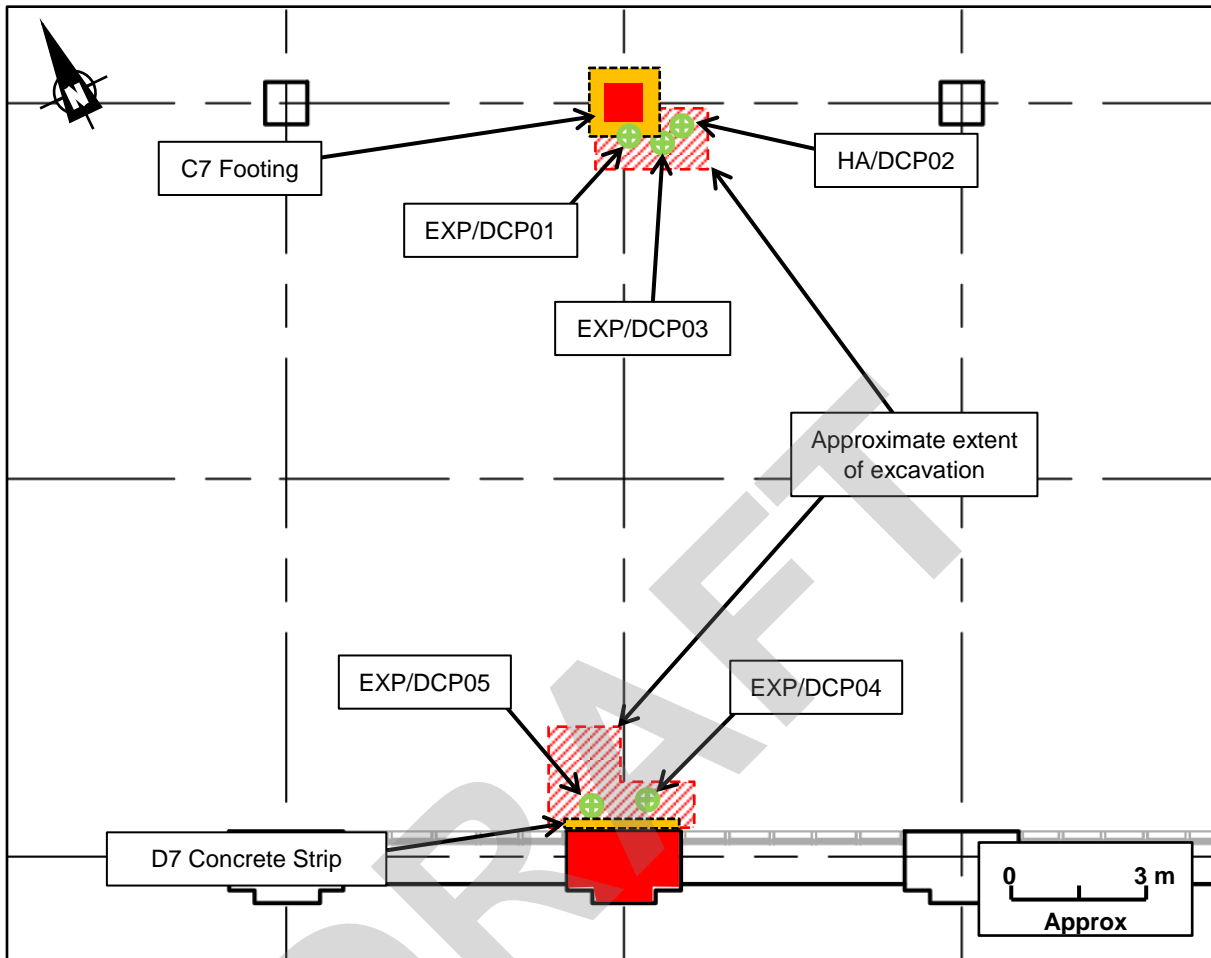 N
C7 Footing
HA/DCP02
EXP/DCP01
EXP/DCP03
Approximate extent
of excavation
EXP/DCP05
EXP/DCP04
D7 Concrete Strip
0 3 m
Approx
DRAFT